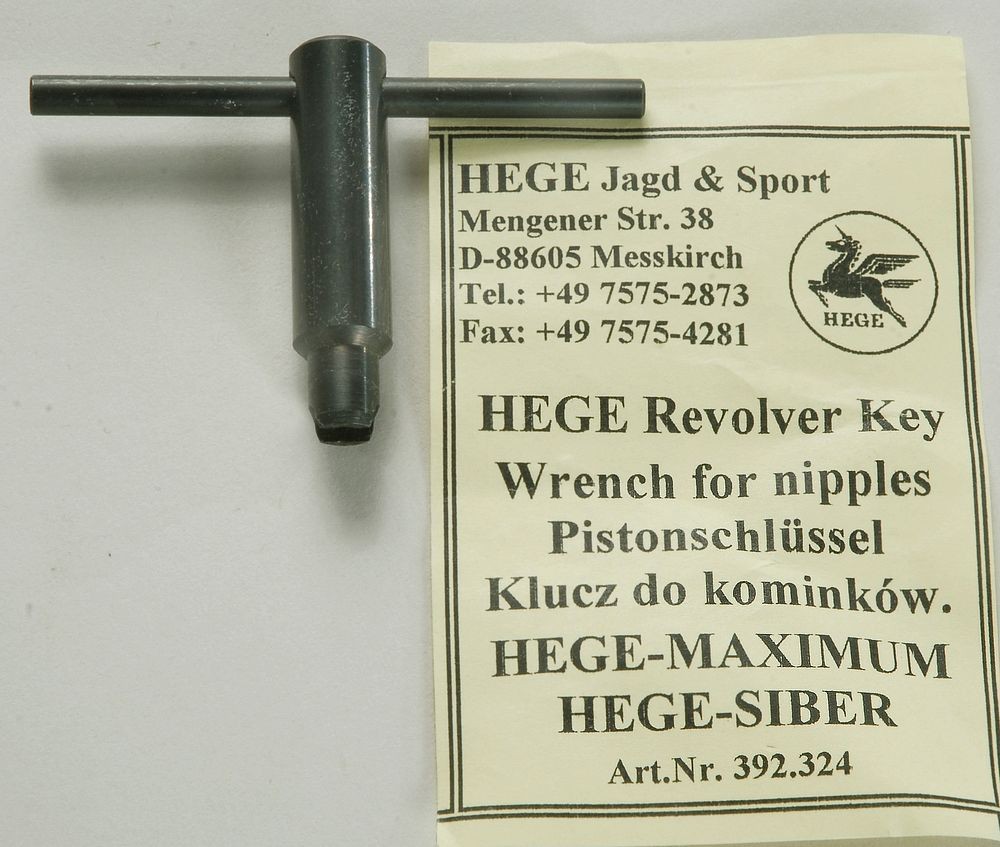 HEGE Jagd & Sport
Mengener Str. 38
D-88605 Messkirch
Tel.: +49 7575-2873
Fax: +49 7575-4281
HEGE
HEGE Revolver Key
Wrench for nipples
Pistonschlüssel
Klucz do kominków.
HEGE-MAXIMUM
HEGE-SIBER
Art.Nr. 392.324